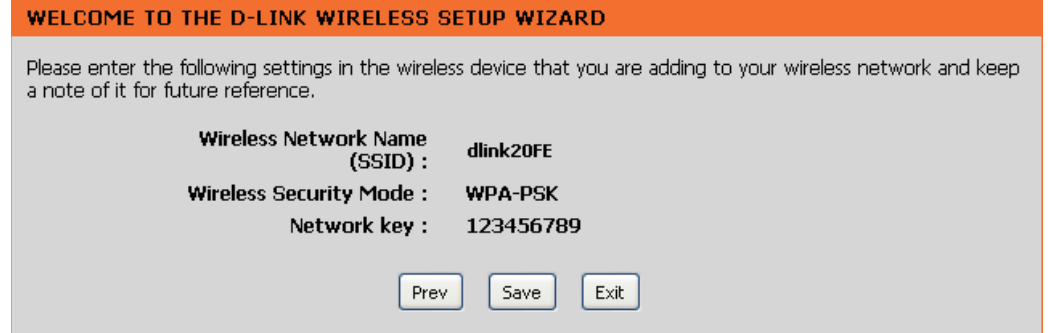 WELCOME TO THE D-LINK WIRELESS SETUP WIZARD
Please enter the following settings in the wireless device that you are adding to your wireless network and keep
a note of it for future reference.
Wireless Network Name
(SSID) : dlink20FE
Wireless Security Mode : WPA-PSK
Network key : 123456789
Prev Save Exit